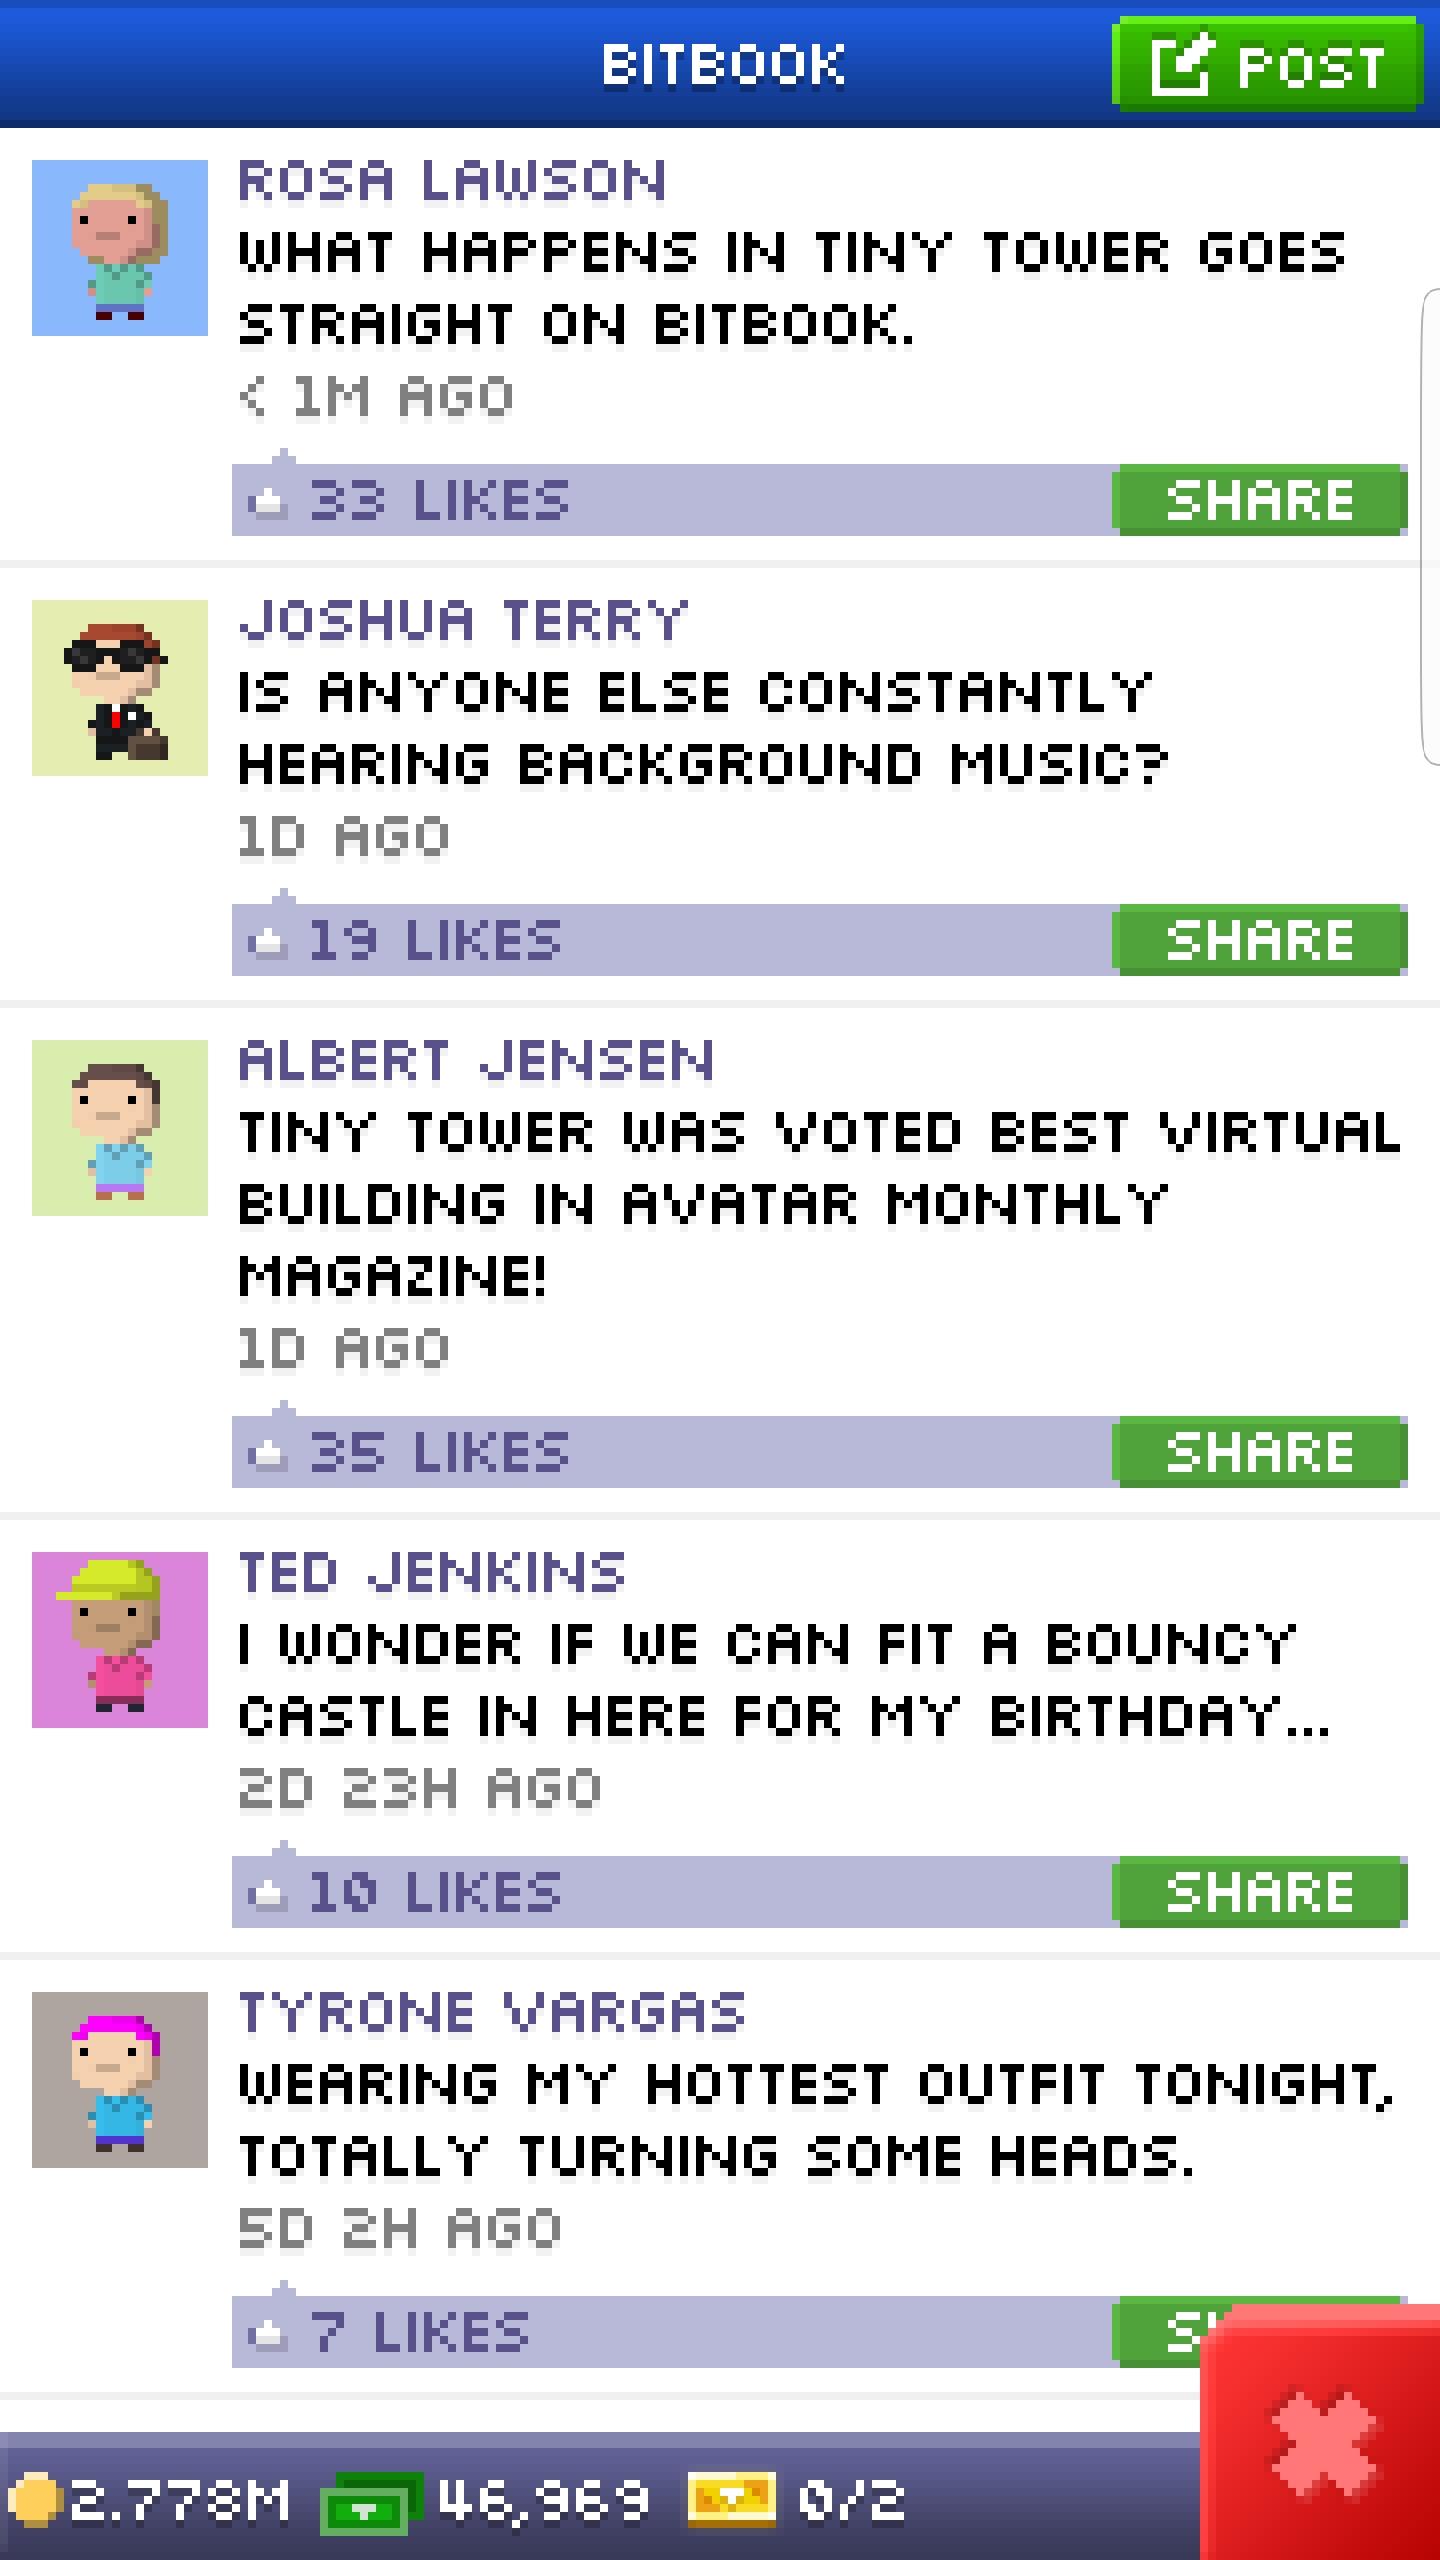 BITBOOK
POST
ROSA LAWSON
WHAT HAPPENS IN TINY TOWER GOES
STRAIGHT ON BITBOOK.
< 1M AGO
33 LIKES
SHARE
JOSHUA TERRY
IS ANYONE ELSE CONSTANTLY
HEARING BACKGROUND MUSIC?
1D AGO
19 LIKES
SHARE
ALBERT JENSEN
TINY TOWER WAS VOTED BEST VIRTUAL
BUILDING IN AVATAR MONTHLY
MAGAZINE!
1D AGO
35 LIKES
SHARE
TED JENKINS
I WONDER IF WE CAN FIT A BOUNCY
CASTLE IN HERE FOR MY BIRTHDAY...
2D 23H AGO
10 LIKES
SHARE
TYRONE VARGAS
WEARING MY HOTTEST OUTFIT TONIGHT,
TOTALLY TURNING SOME HEADS.
5D 2H AGO
7 LIKES
2.778M 46,969 0/2